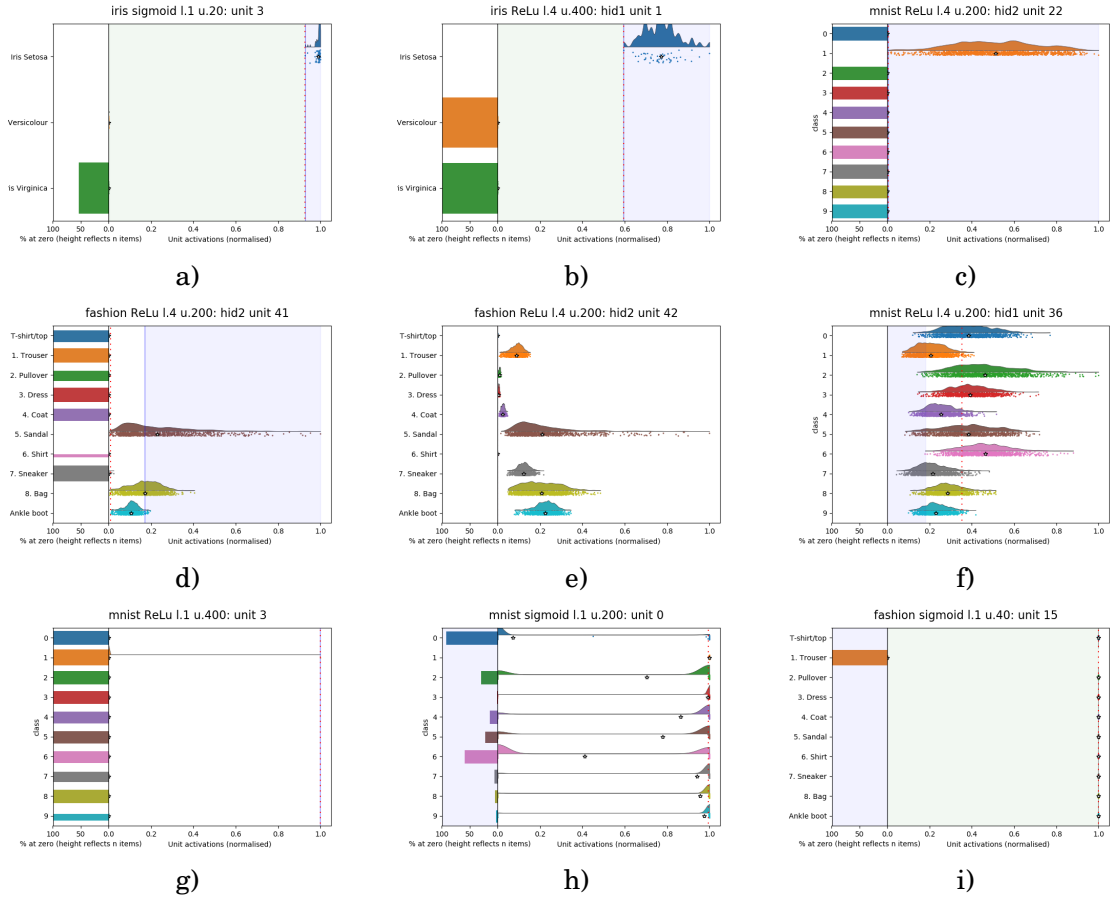 iris sigmoid l.1 u.20: unit 3
Iris Setosa
Versicolour
is Virginica
100 50 0.0 0.2 0.4 0.6 0.8 1.0
% at zero (height reflects n items) Unit activations (normalised)
a)
iris ReLu l.4 u.400: hid1 unit 1
Iris Setosa
Versicolour
is Virginica
100 50 0.0 0.2 0.4 0.6 0.8 1.0
% at zero (height reflects n items) Unit activations (normalised)
b)
mnist ReLu l.4 u.200: hid2 unit 22
class
0
1
2
3
4
5
6
7
8
9
100 50 0.0 0.2 0.4 0.6 0.8 1.0
% at zero (height reflects n items) Unit activations (normalised)
c)
fashion ReLu l.4 u.200: hid2 unit 41
T-shirt/top
1. Trouser
2. Pullover
3. Dress
4. Coat
5. Sandal
6. Shirt
7. Sneaker
8. Bag
Ankle boot
100 50 0.0 0.2 0.4 0.6 0.8 1.0
% at zero (height reflects n items) Unit activations (normalised)
d)
fashion ReLu l.4 u.200: hid2 unit 42
T-shirt/top
1. Trouser
2. Pullover
3. Dress
4. Coat
5. Sandal
6. Shirt
7. Sneaker
8. Bag
Ankle boot
100 50 0.0 0.2 0.4 0.6 0.8 1.0
% at zero (height reflects n items) Unit activations (normalised)
e)
mnist ReLu l.4 u.200: hid1 unit 36
class
0
1
2
3
4
5
6
7
8
9
100 50 0.0 0.2 0.4 0.6 0.8 1.0
% at zero (height reflects n items) Unit activations (normalised)
f)
mnist ReLu l.1 u.400: unit 3
class
0
1
2
3
4
5
6
7
8
9
100 50 0.0 0.2 0.4 0.6 0.8 1.0
% at zero (height reflects n items) Unit activations (normalised)
g)
mnist sigmoid l.1 u.200: unit 0
class
0
1
2
3
4
5
6
7
8
9
100 50 0.0 0.2 0.4 0.6 0.8 1.0
% at zero (height reflects n items) Unit activations (normalised)
h)
fashion sigmoid l.1 u.40: unit 15
T-shirt/top
1. Trouser
2. Pullover
3. Dress
4. Coat
5. Sandal
6. Shirt
7. Sneaker
8. Bag
Ankle boot
100 50 0.0 0.2 0.4 0.6 0.8 1.0
% at zero (height reflects n items) Unit activations (normalised)
i)